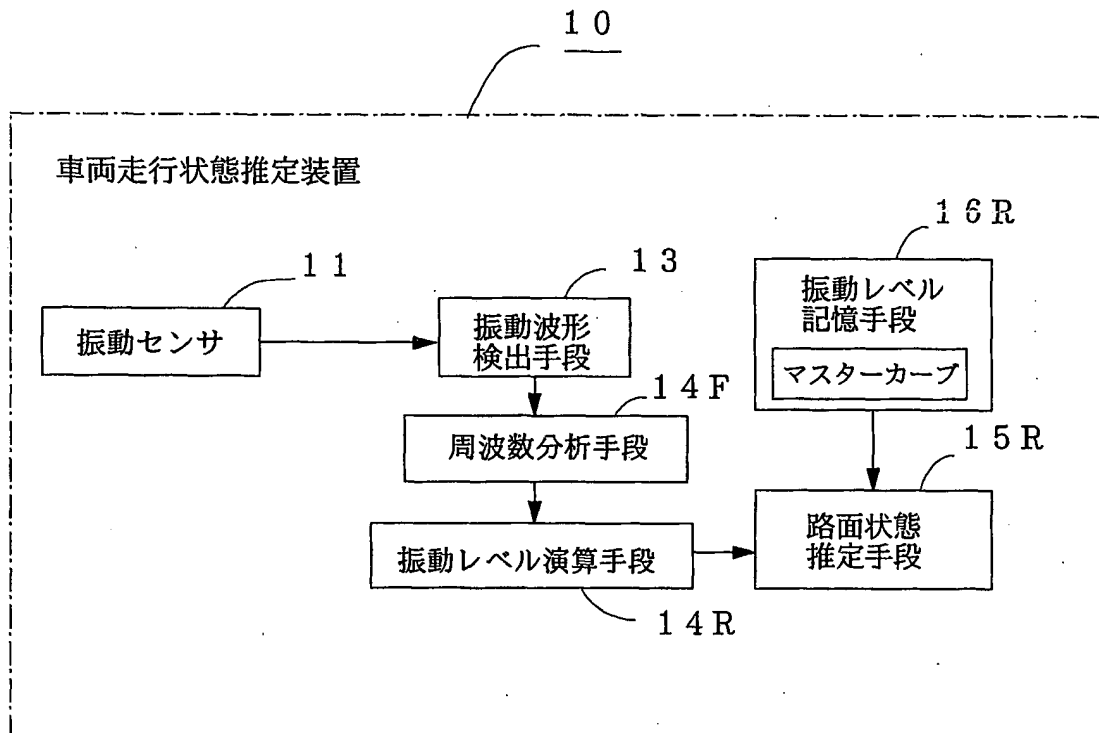 １０
車両走行状態推定装置
１６Ｒ
１１
１３
振動レベル
記憶手段
マスターカーブ
振動センサ
振動波形
検出手段
１４Ｆ
周波数分析手段
１５Ｒ
路面状態
推定手段
振動レベル演算手段
１４Ｒ